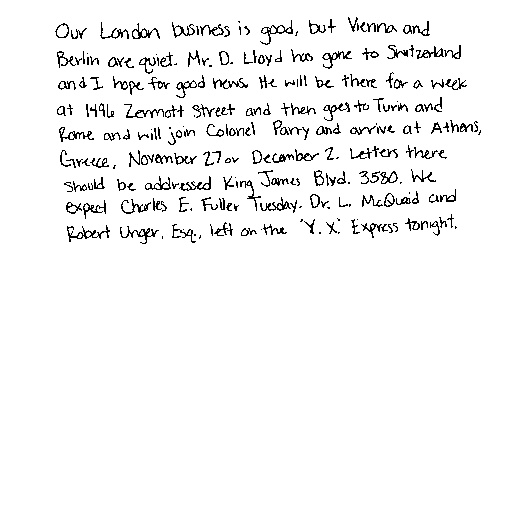 Our London business is good, but Vienna and
Berlin are quiet. Mr. D. Lloyd has gone to Switzerland
and I hope for good news. He will be there for a week
at 1496 Zermott Street and then goes to Turin and
Rome and will join Colonel Parry and arrive at Athens,
Greece, November 27 or December 2. Letters there
should be addressed King James Blvd. 3580. We
expect Charles E. Fuller Tuesday. Dr. L. McQuaid and
Robert Unger, Esq., left on the "Y.X." Express tonight.